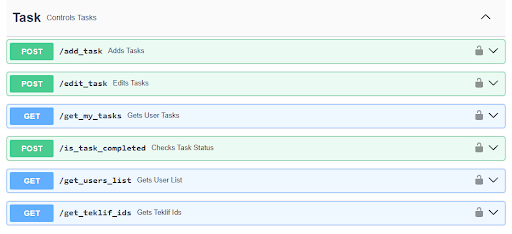 Task Controls Tasks
POST /add_task Adds Tasks
POST /edit_task Edits Tasks
GET /get_my_tasks Gets User Tasks
POST /is_task_completed Checks Task Status
GET /get_users_list Gets User List
GET /get_teklif_ids Gets Teklif Ids